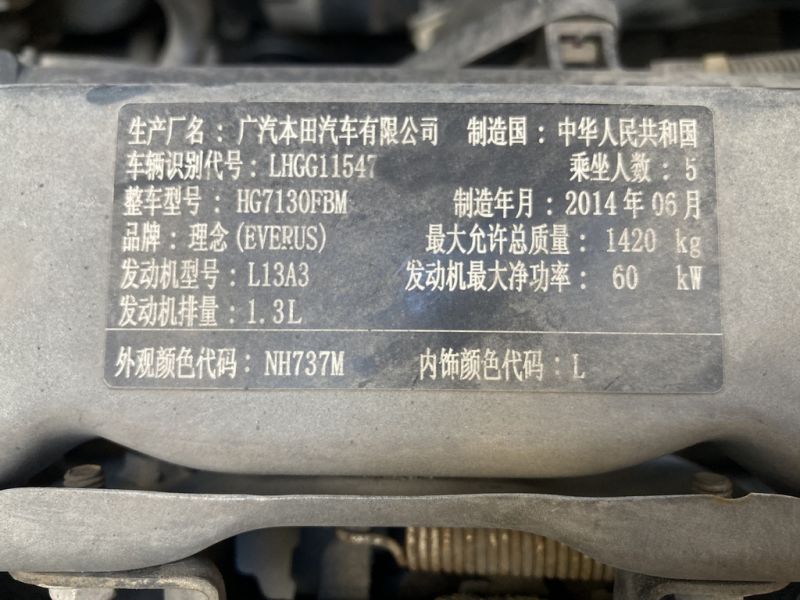 生产厂名：广汽本田汽车有限公司 制造国：中华人民共和国
车辆识别代号：LHGG11547 乘坐人数：5
整车型号：HG7130FBM 制造年月：2014年06月
品牌：理念(EVERUS) 最大允许总质量：1420 kg
发动机型号：L13A3 发动机最大净功率：60 kW
发动机排量：1.3L
外观颜色代码：NH737M 内饰颜色代码：L